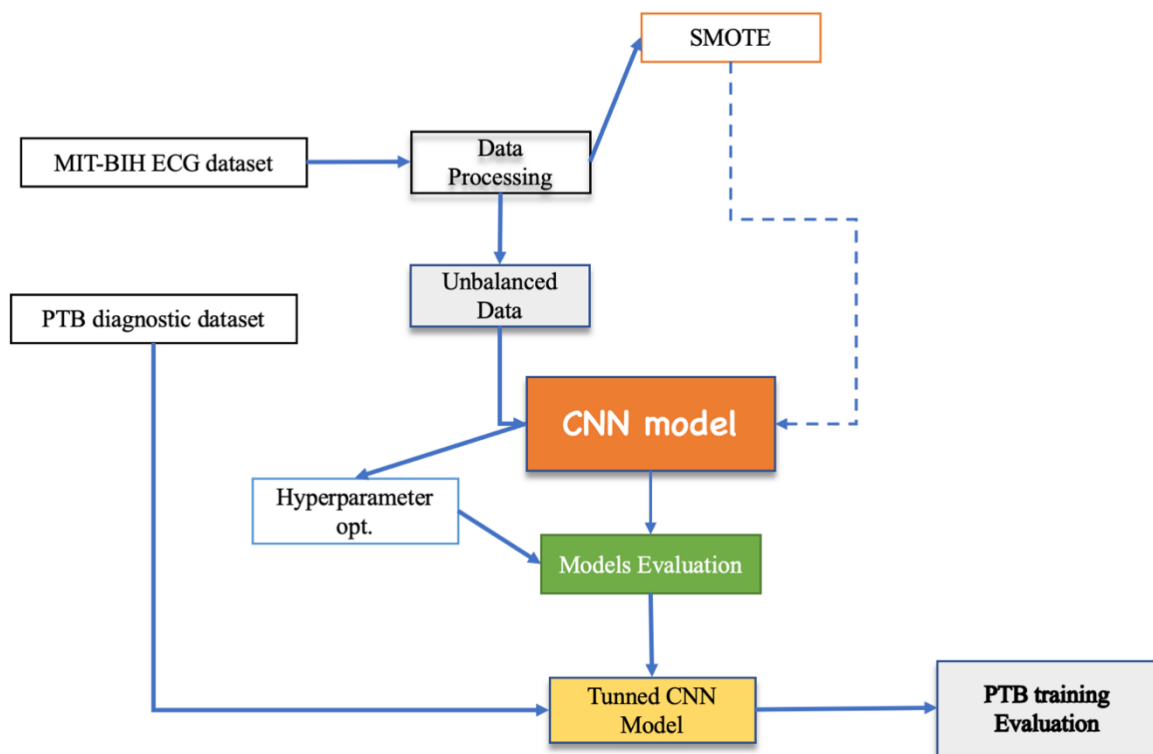 SMOTE
MIT-BIH ECG dataset
Data
Processing
Unbalanced
Data
PTB diagnostic dataset
CNN model
Hyperparameter
opt.
Models Evaluation
Tunned CNN
Model
PTB training
Evaluation